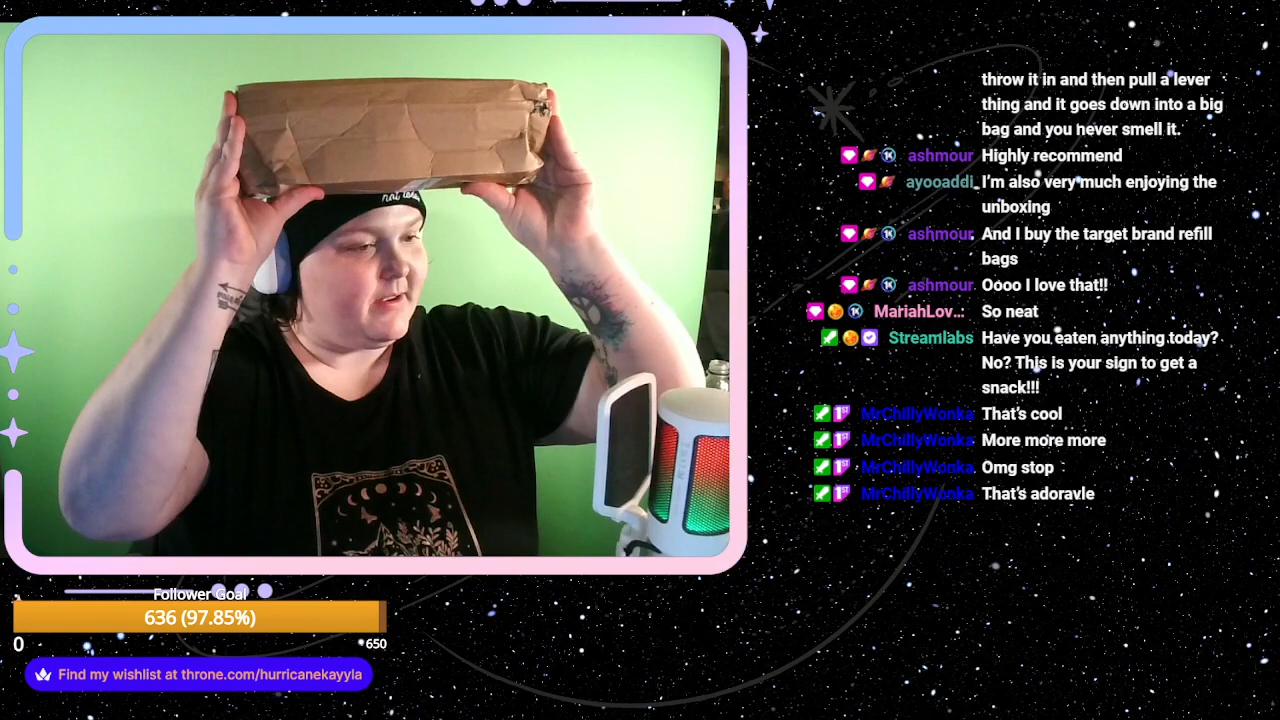 throw it in and then pull a lever
thing and it goes down into a big
bag and you never smell it.
ashmour Highly recommend
ayooaddi_ I'm also very much enjoying the
unboxing
ashmour And I buy the target brand refill
bags
ashmour Oooo I love that!!
MariahLov... So neat
Streamlabs Have you eaten anything today?
No? This is your sign to get a
snack!!!
MrChillyWonka That's cool
MrChillyWonka More more more
MrChillyWonka Omg stop
MrChillyWonka That's adoravle
Follower Goal
636 (97.85%)
0 650
Find my wishlist at throne.com/hurricanekayyla